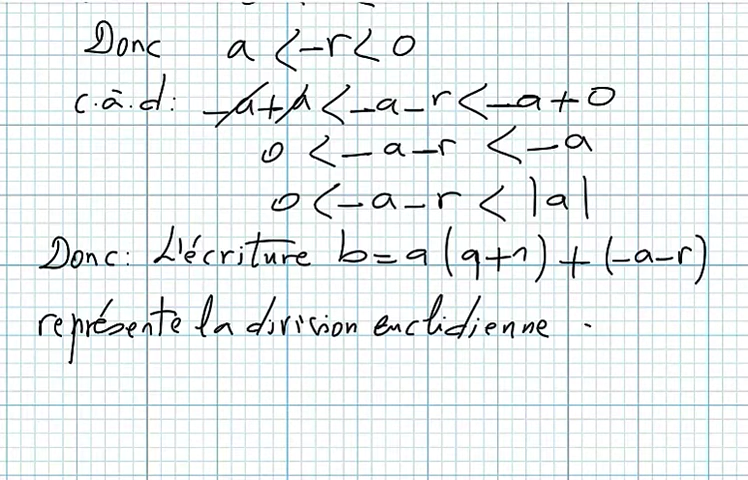 Donc a < -r < 0
c.à.d: -a+a < -a-r < -a+0
0 < -a-r < -a
0 < -a-r < |a|
Donc: L'écriture b = a(q+1) + (-a-r)
représente la division euclidienne.